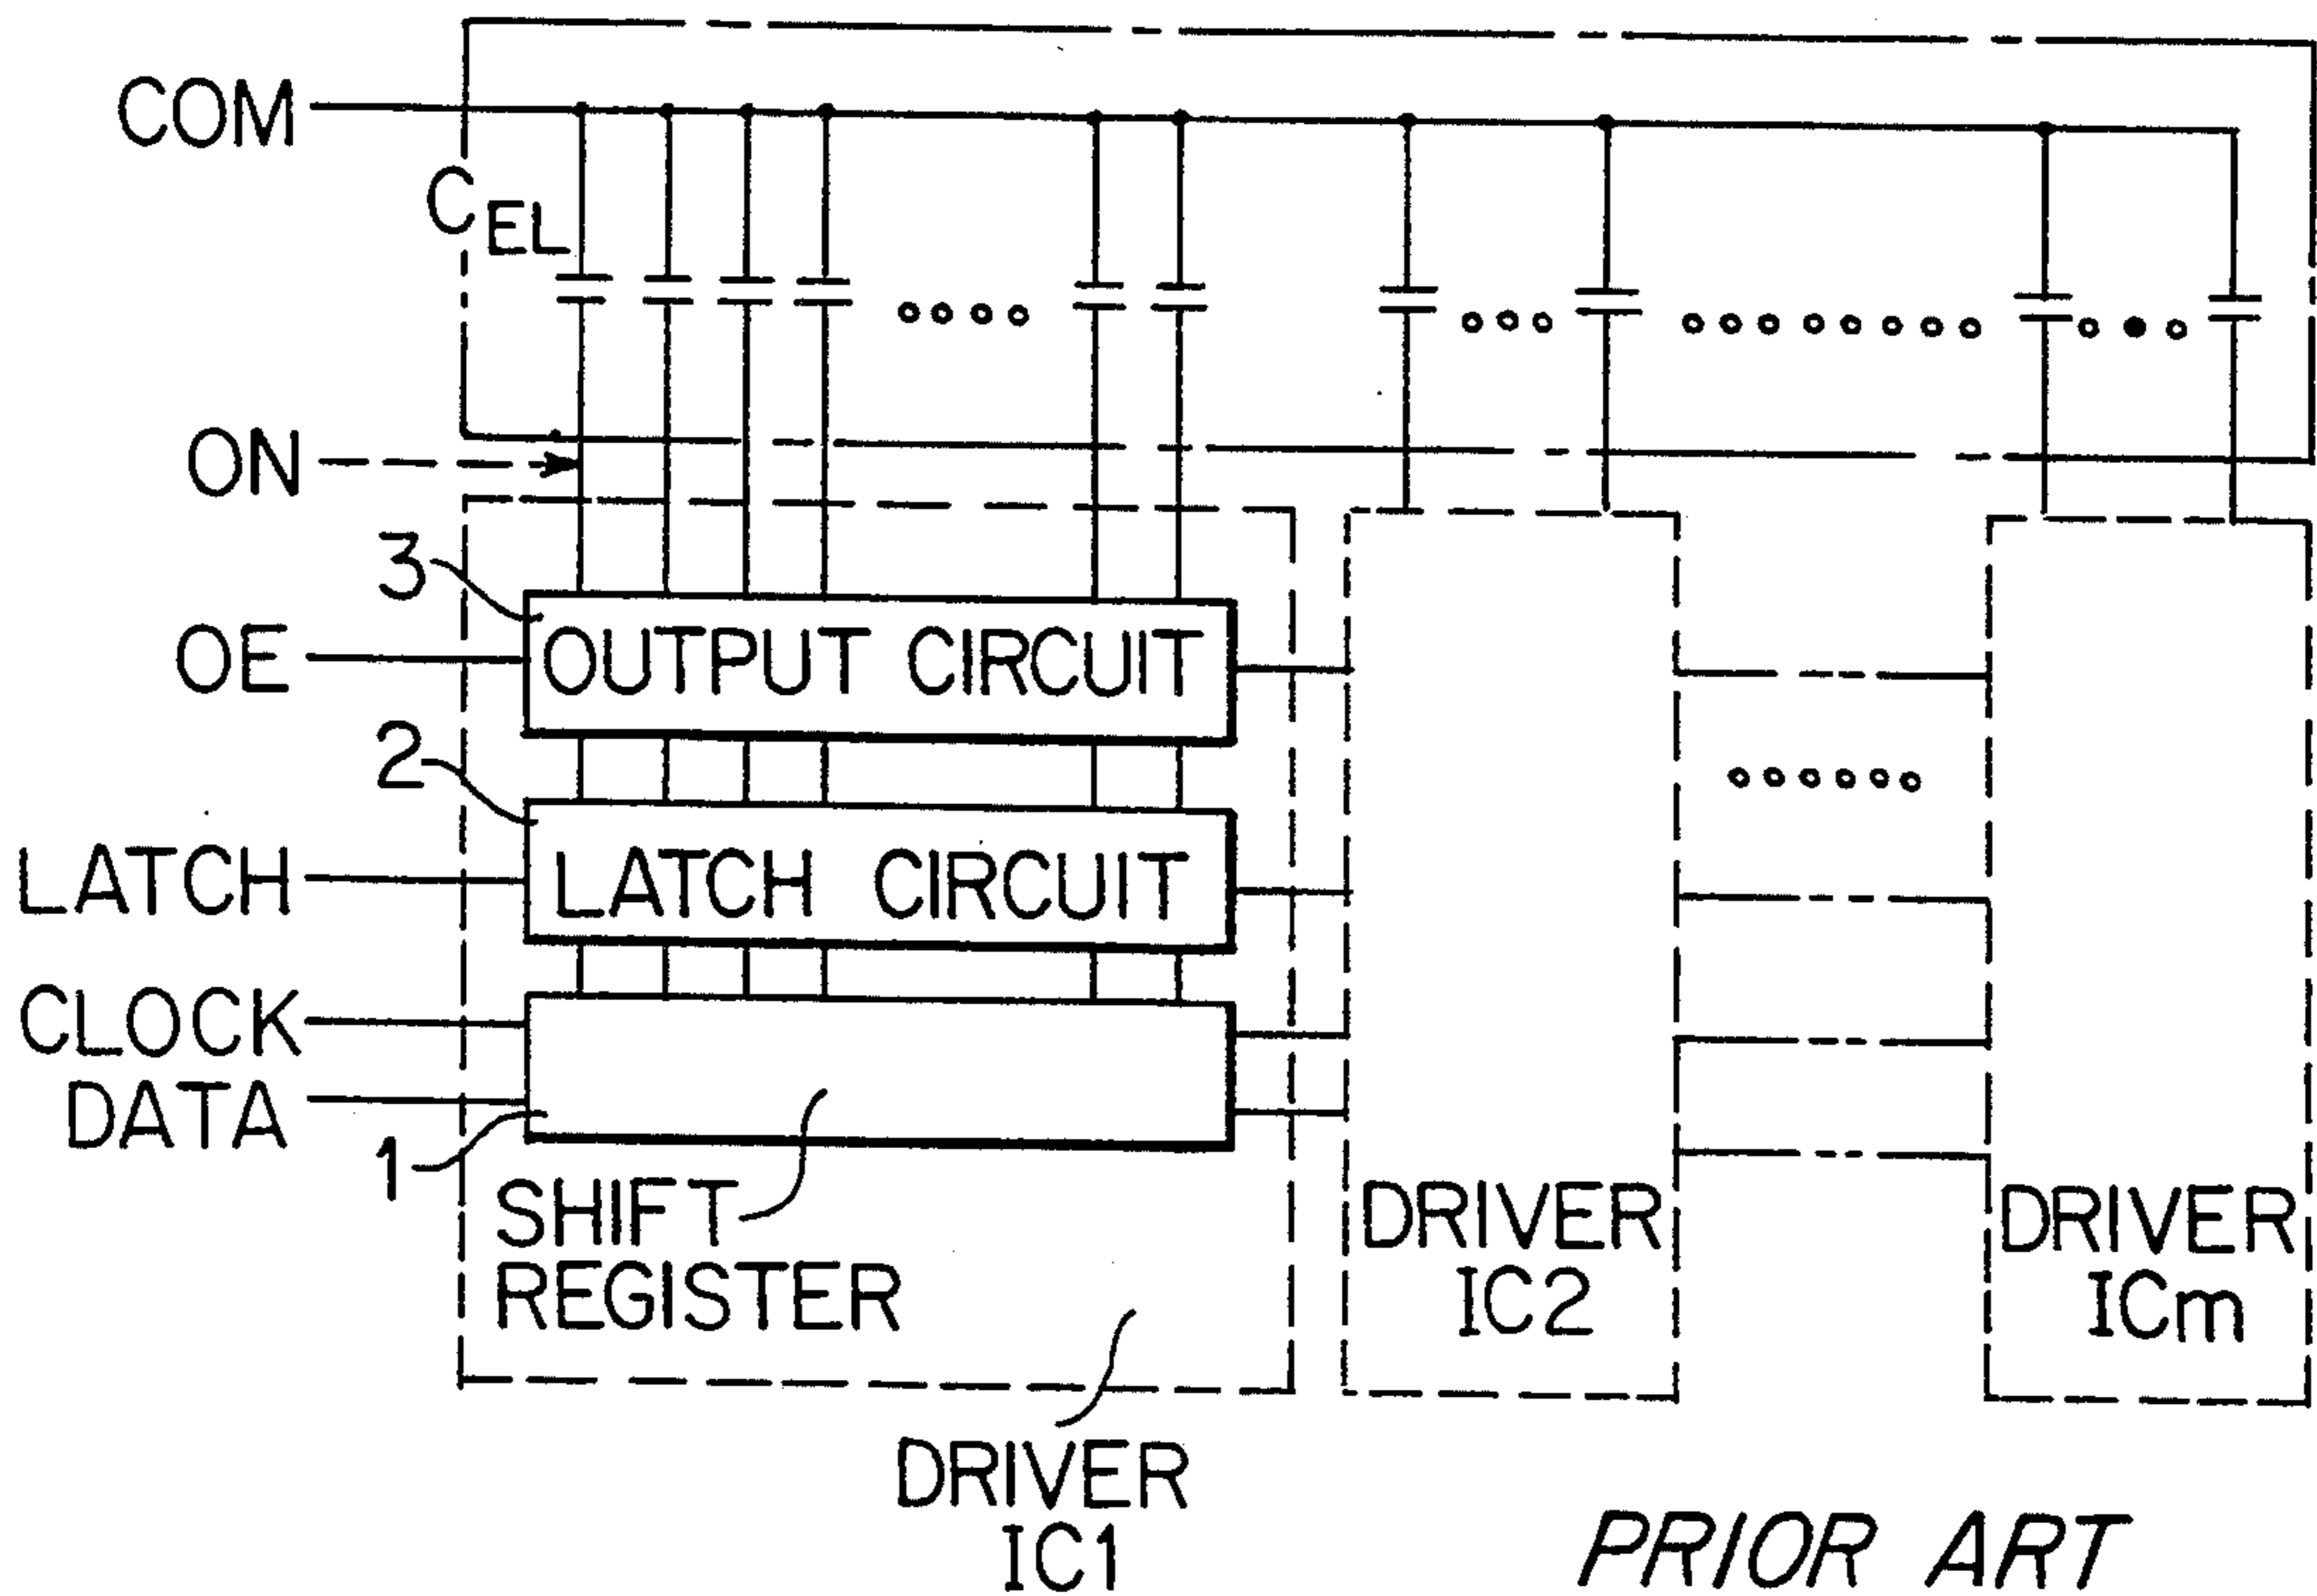 COM
CEL
ON
3
OE
OUTPUT CIRCUIT
2
LATCH
LATCH CIRCUIT
CLOCK
DATA
1
SHIFT
REGISTER
DRIVER
IC1
DRIVER
IC2
DRIVER
ICm
PRIOR ART